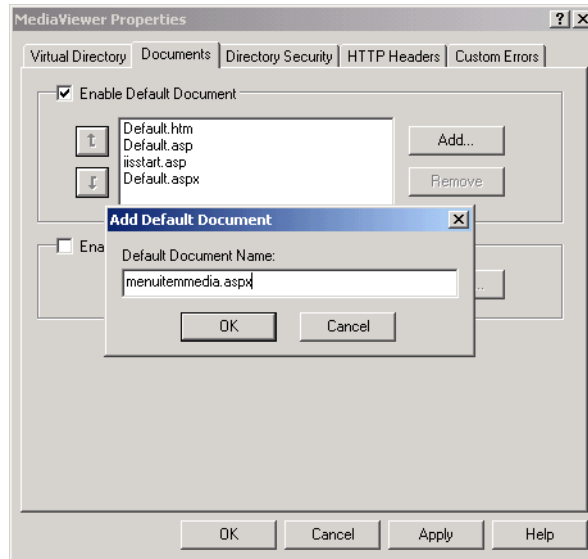 MediaViewer Properties
Virtual Directory Documents Directory Security HTTP Headers Custom Errors
Enable Default Document
Default.htm
Default.asp
iisstart.asp
Default.aspx
Add...
Remove
Add Default Document
Ena
Default Document Name:
menuitemmedia.aspx
...
OK Cancel
OK Cancel Apply Help